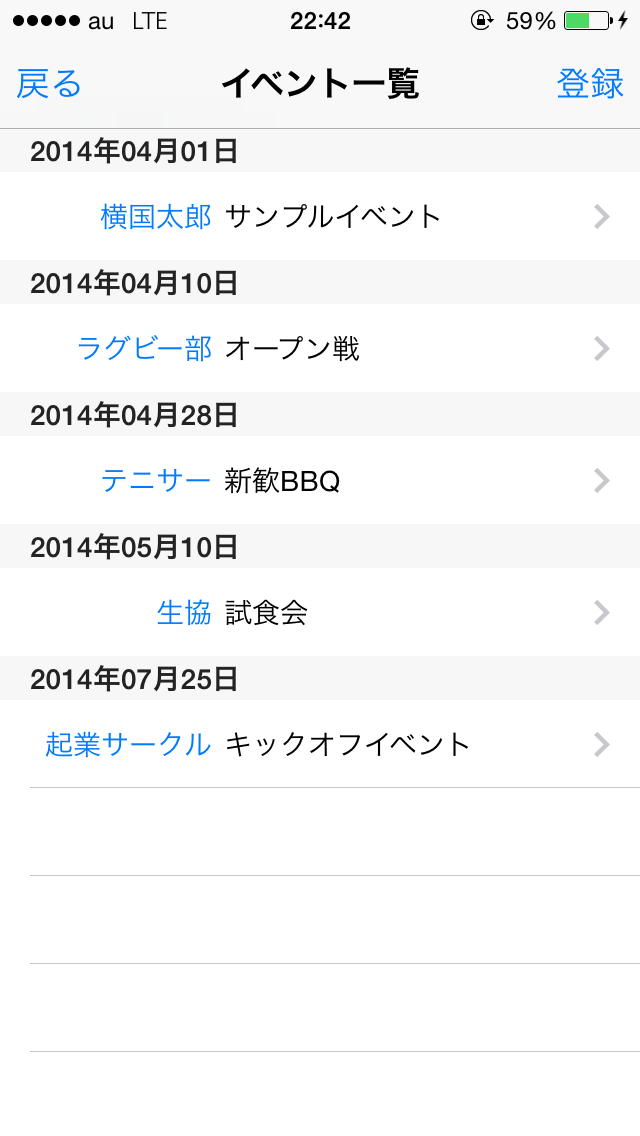 au LTE 22:42 59%
戻る イベント一覧 登録
2014年04月01日
横国太郎 サンプルイベント
2014年04月10日
ラグビー部 オープン戦
2014年04月28日
テニサー 新歓BBQ
2014年05月10日
生協 試食会
2014年07月25日
起業サークル キックオフイベント